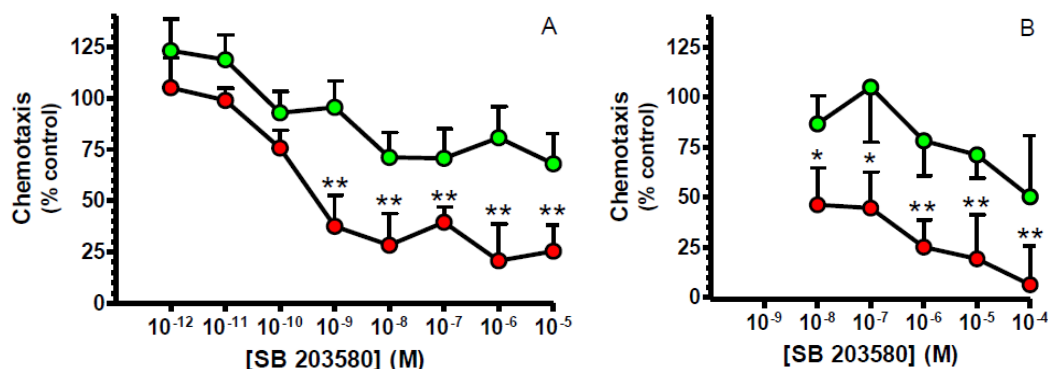 A
B
125
100
75
50
25
0
Chemotaxis
(% control)
** ** ** ** **
10-12 10-11 10-10 10-9 10-8 10-7 10-6 10-5
[SB 203580] (M)
125
100
75
50
25
0
Chemotaxis
(% control)
* * ** ** **
10-9 10-8 10-7 10-6 10-5 10-4
[SB 203580] (M)